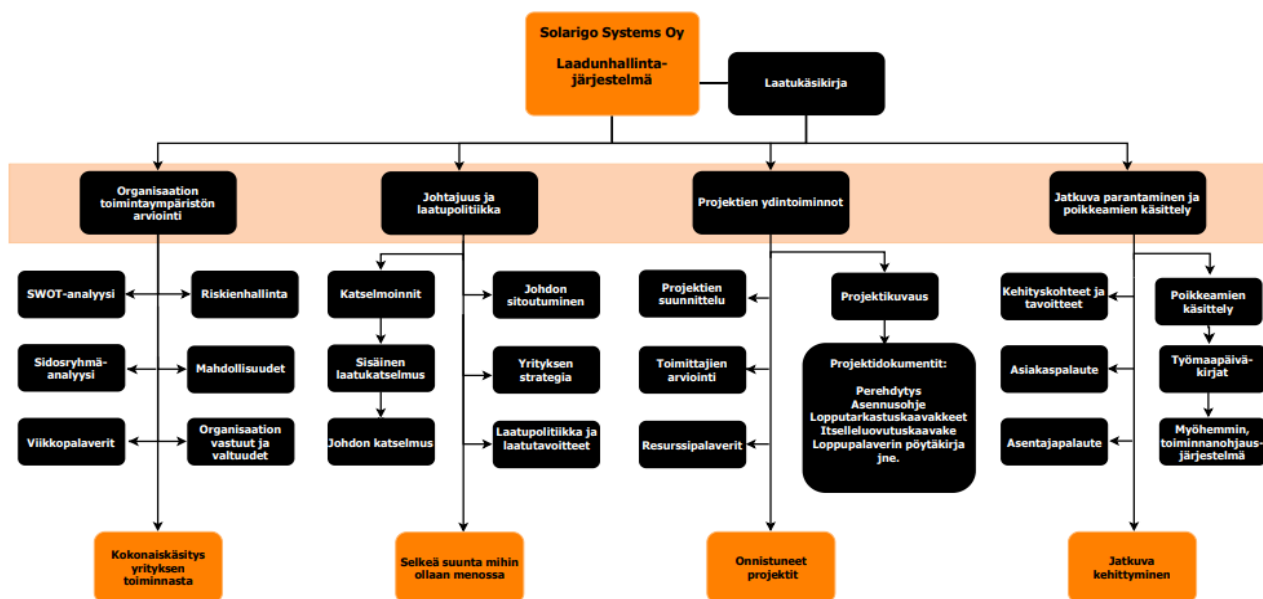 Solarigo Systems Oy
Laadunhallinta-
järjestelmä
Laatukäsikirja
Organisaation
toimintaympäristön
arviointi
Johtajuus ja
laatupolitiikka
Projektien ydintoiminnot
Jatkuva parantaminen ja
poikkeamien käsittely
SWOT-analyysi
Riskienhallinta
Sidosryhmä-
analyysi
Mahdollisuudet
Viikkopalaverit
Organisaation
vastuut ja
valtuudet
Kokonaiskäsitys
yrityksen
toiminnasta
Katselmoinnit
Johdon
sitoutuminen
Sisäinen
laatukatselmus
Yrityksen
strategia
Johdon katselmus
Laatupolitiikka ja
laatutavoitteet
Selkeä suunta mihin
ollaan menossa
Projektien
suunnittelu
Projektikuvaus
Toimittajien
arviointi
Projektidokumentit:
Perehdytys
Asennusohje
Lopputarkastuskaavakkeet
Itselleluovutuskaavake
Loppupalaverin pöytäkirja
jne.
Resurssipalaverit
Onnistuneet
projektit
Kehityskohteet ja
tavoitteet
Poikkeamien
käsittely
Asiakaspalaute
Työmaapäivä-
kirjat
Asentajapalaute
Myöhemmin,
toiminnanohjaus-
järjestelmä
Jatkuva
kehittyminen